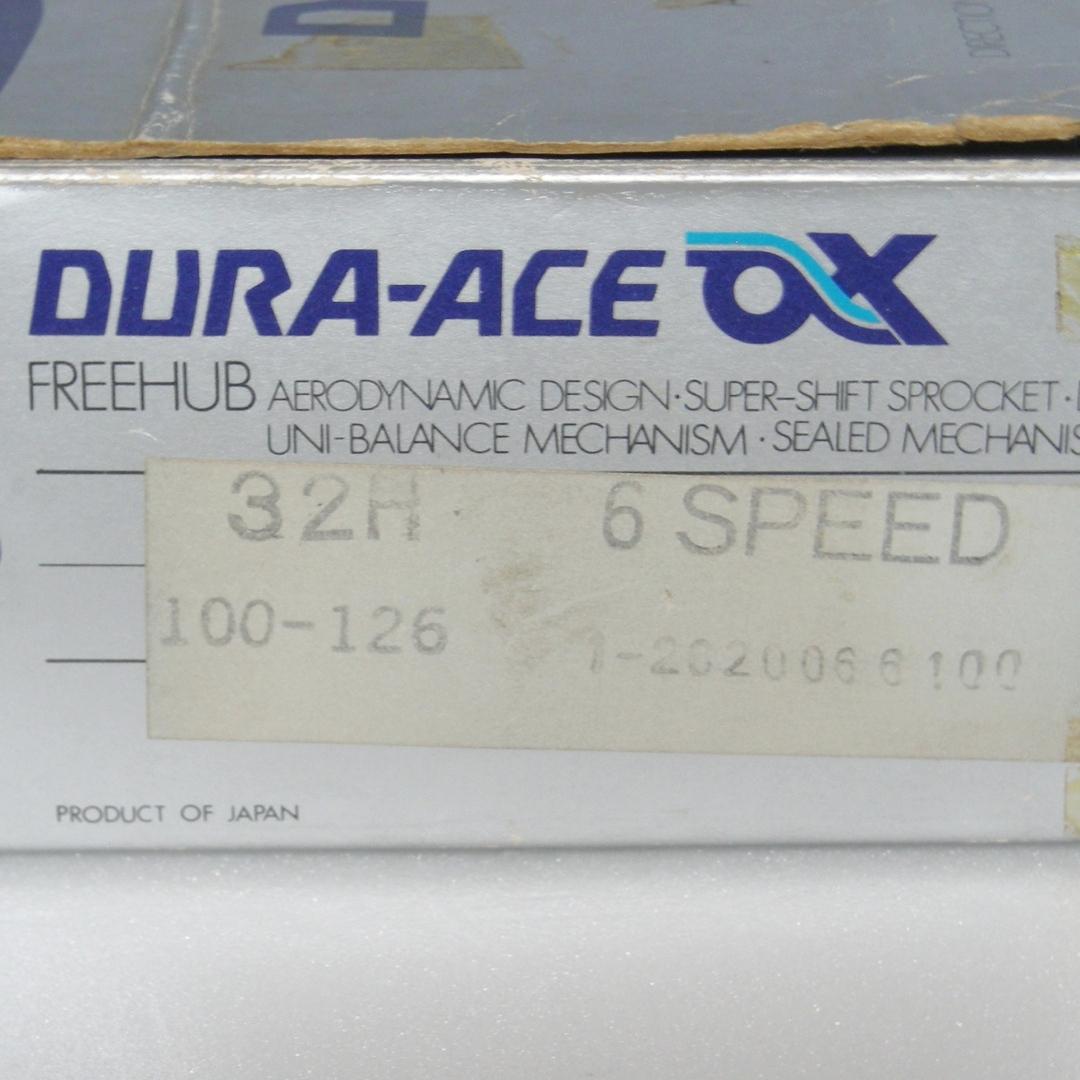 DURA-ACE AX
FREEHUB AERODYNAMIC DESIGN·SUPER-SHIFT SPROCKET·
UNI-BALANCE MECHANISM·SEALED
32H 6 SPEED
100-126
PRODUCT OF JAPAN